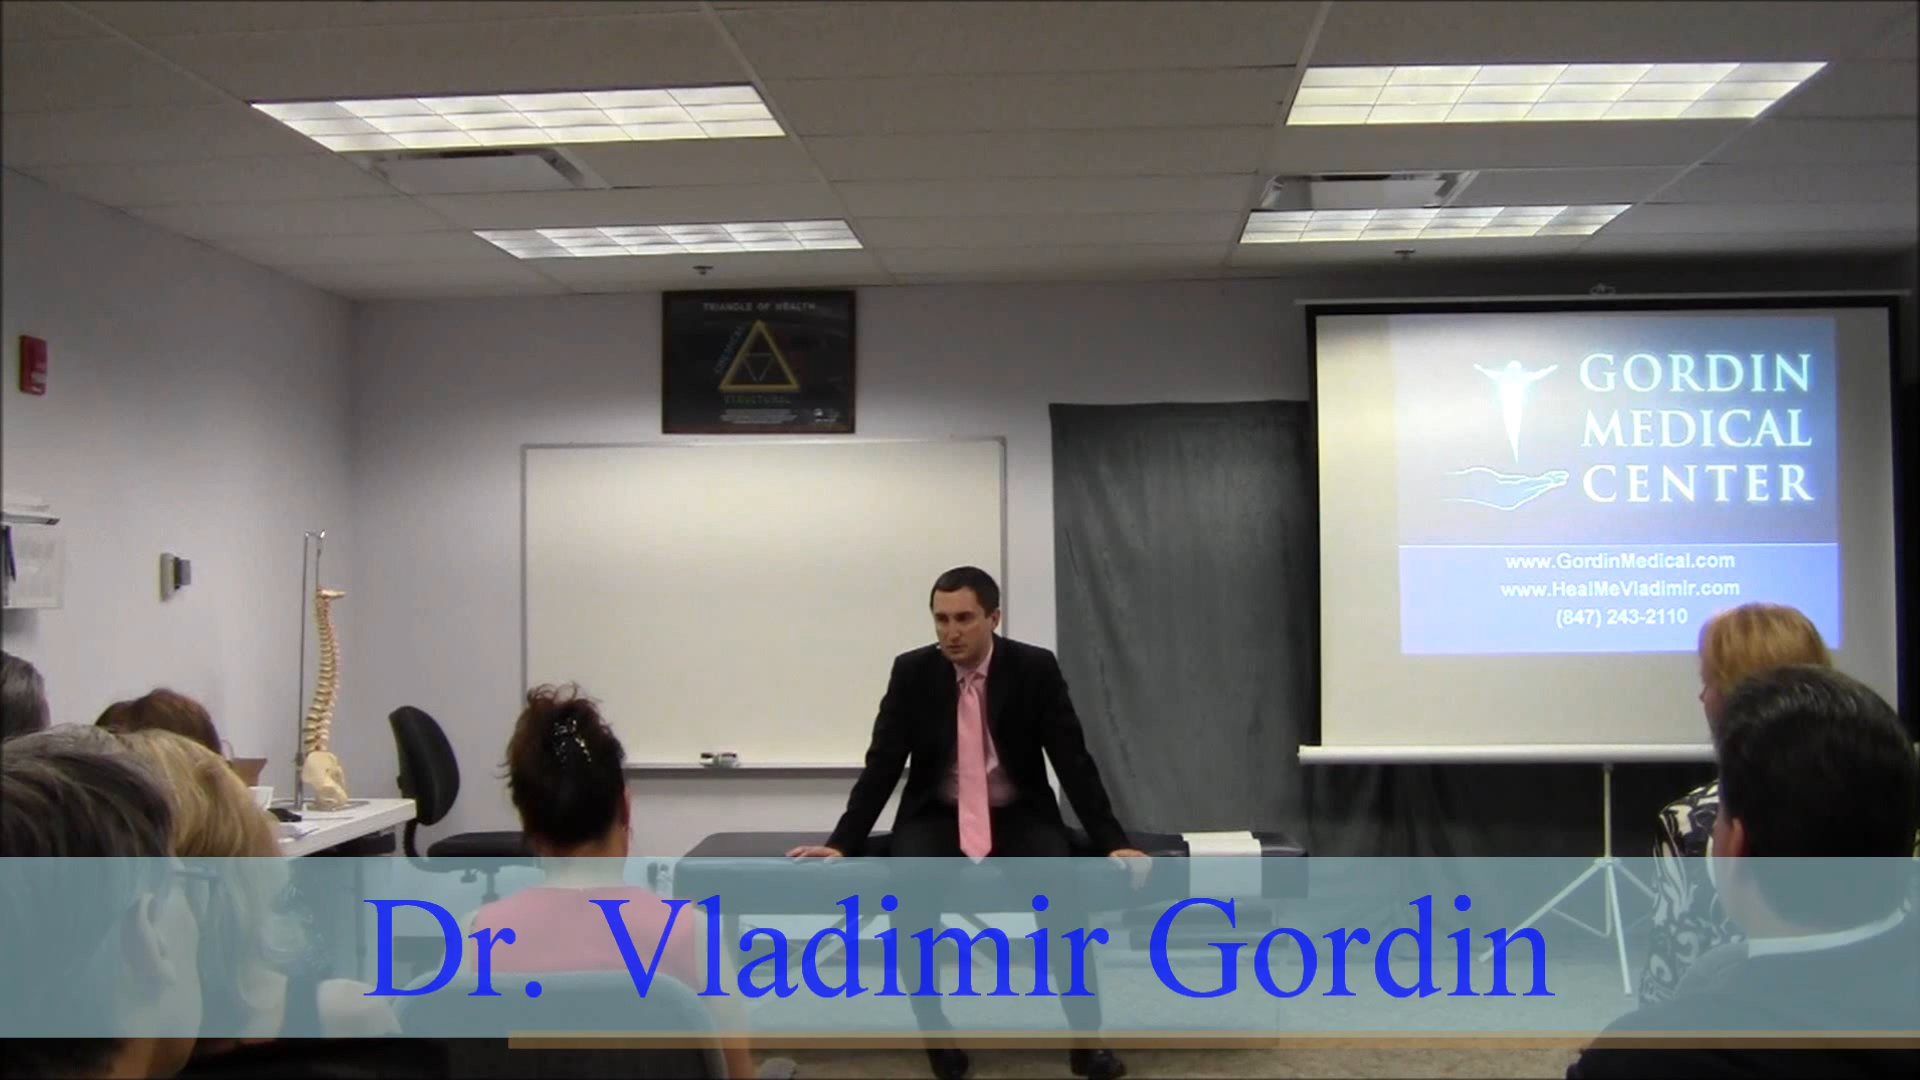 TRIANGLE OF HEALTH
CHEMICAL
STRUCTURAL
GORDIN
MEDICAL
CENTER
www.GordinMedical.com
www.HealMeVladimir.com
(847) 243-2110
Dr. Vladimir Gordin